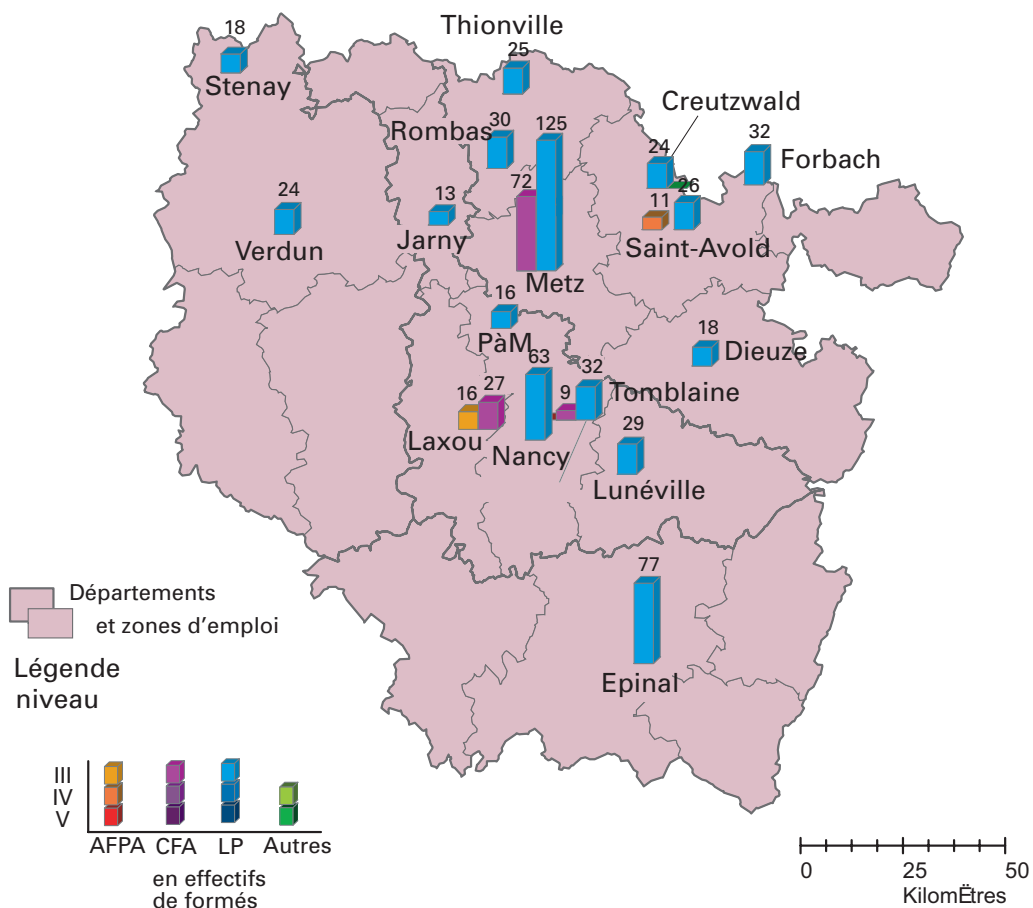 Thionville
18
25
Stenay
Creutzwald
Rombas
30
125
24
32
Forbach
72
24
13
11
26
Verdun
Jarny
Saint-Avold
Metz
16
PàM
18
Dieuze
63
32
16
27
9
Tomblaine
Laxou
Nancy
29
Lunéville
77
Epinal
Départements
et zones d'emploi
Légende
niveau
III
IV
V
AFPA
CFA
LP
Autres
en effectifs
de formés
0
25
50
KilomËtres